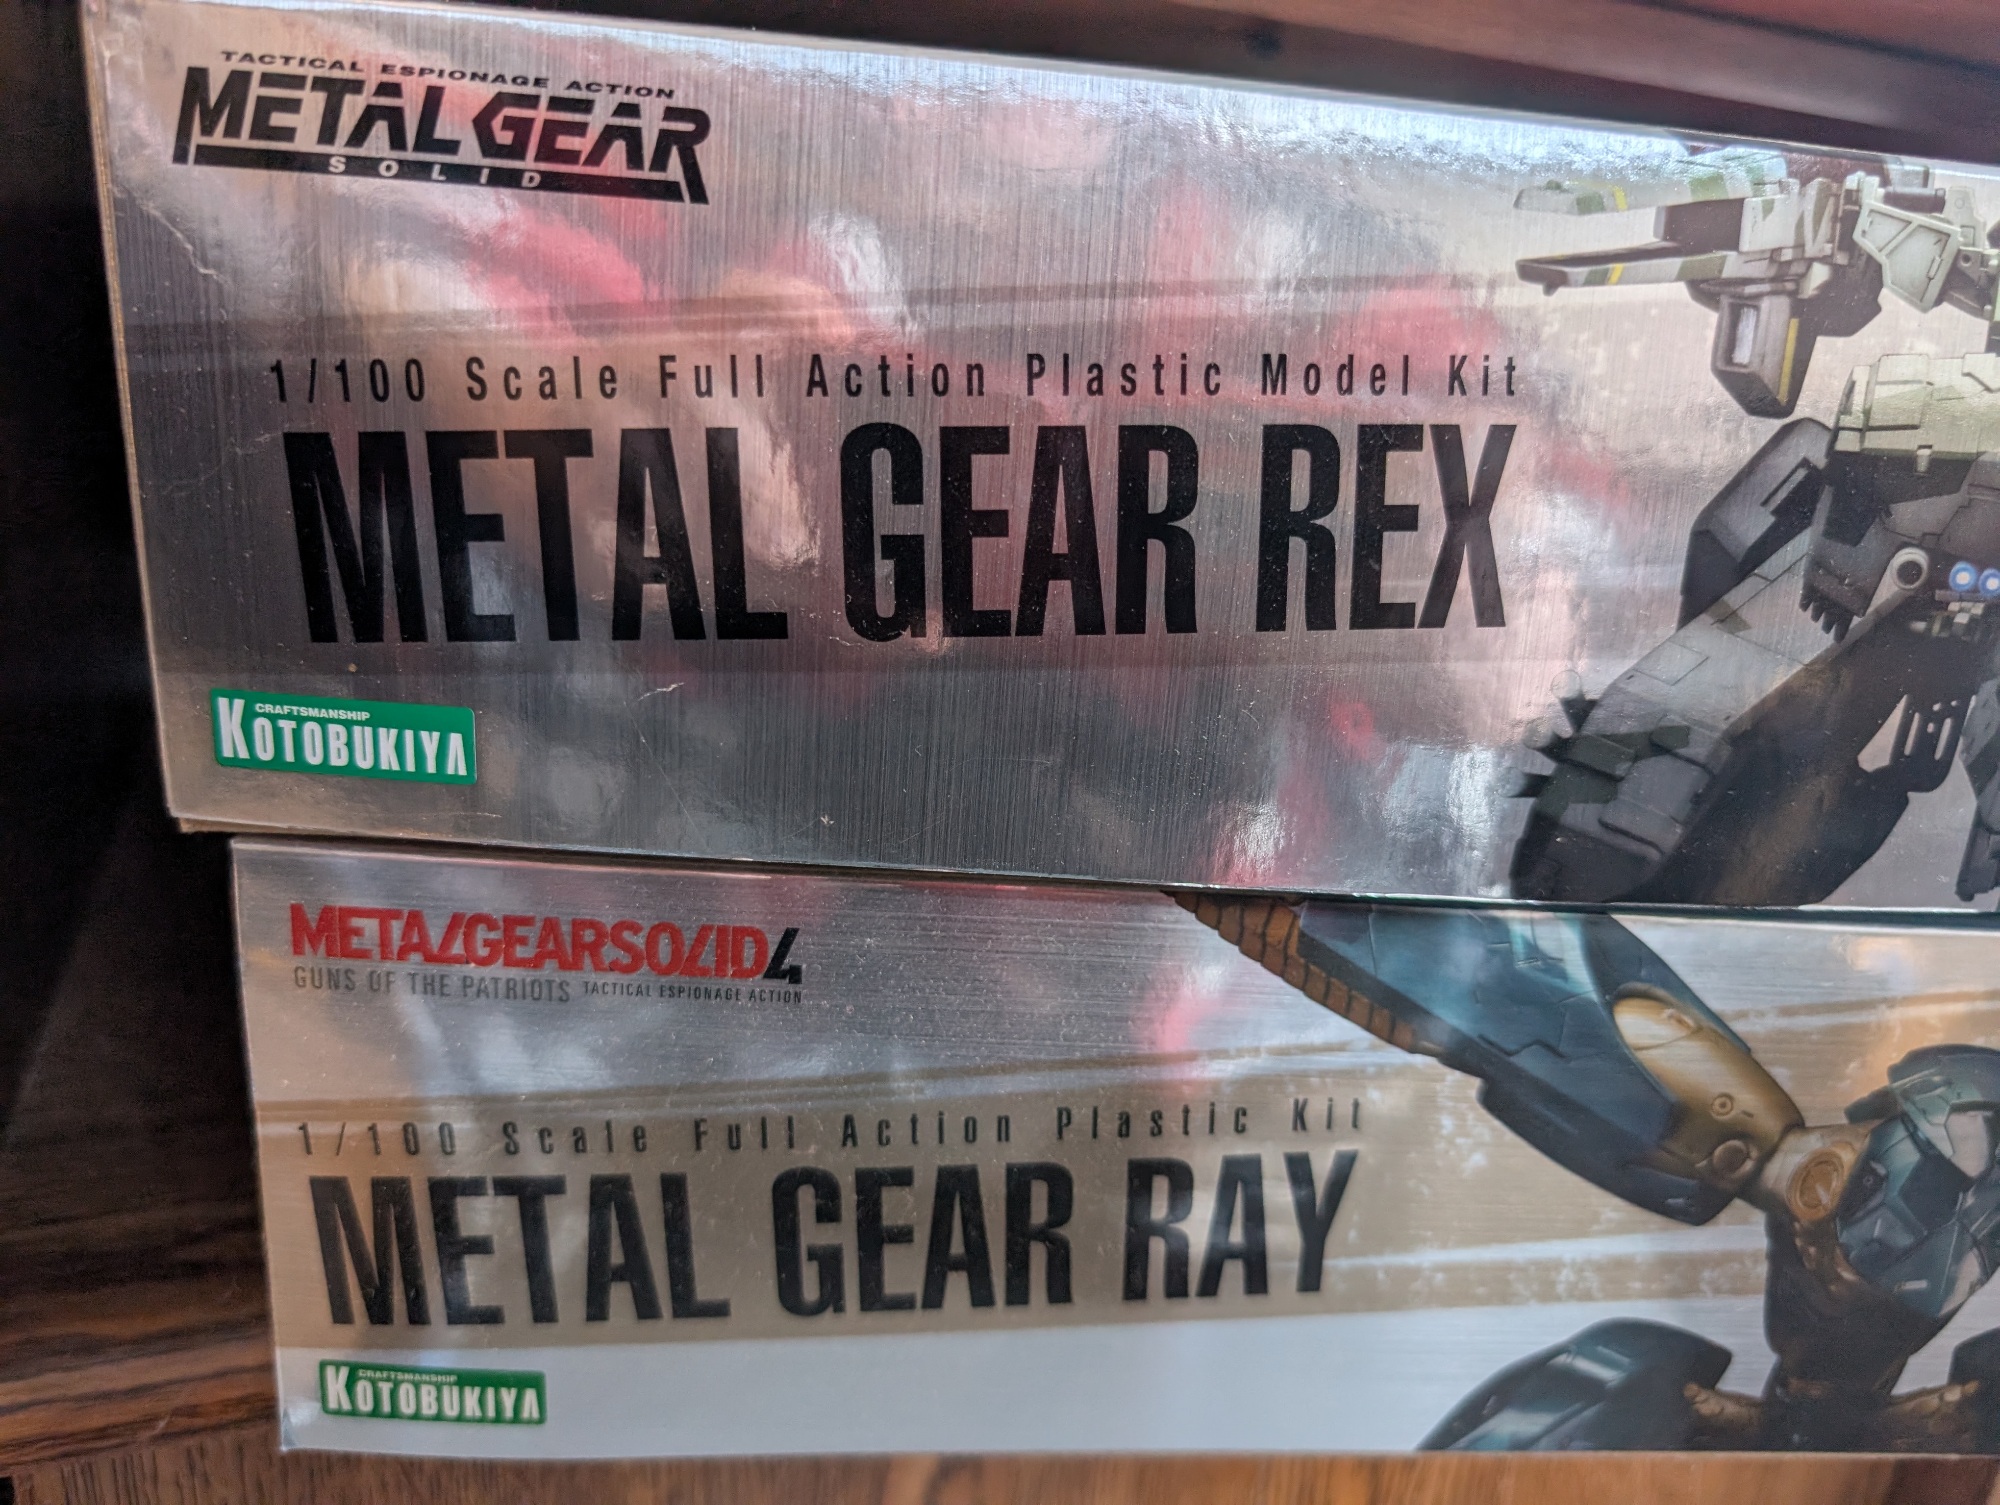 TACTICAL ESPIONAGE ACTION
METAL GEAR
SOLID
1/100 Scale Full Action Plastic Model Kit
METAL GEAR REX
CRAFTSMANSHIP
KOTOBUKIYA
METAL GEAR SOLID 4
GUNS OF THE PATRIOTS TACTICAL ESPIONAGE ACTION
1/100 Scale Full Action Plastic Kit
METAL GEAR RAY
CRAFTSMANSHIP
KOTOBUKIYA